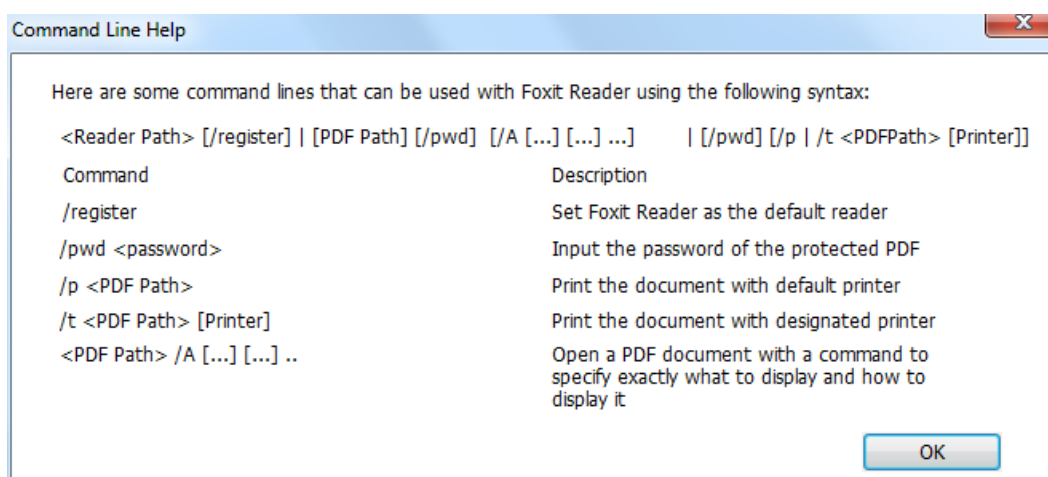 Command Line Help
Here are some command lines that can be used with Foxit Reader using the following syntax:
<Reader Path> [/register] | [PDF Path] [/pwd] [/A [...] [...] ...] | [/pwd] [/p | /t <PDFPath> [Printer]]
Command Description
/register Set Foxit Reader as the default reader
/pwd <password> Input the password of the protected PDF
/p <PDF Path> Print the document with default printer
/t <PDF Path> [Printer] Print the document with designated printer
<PDF Path> /A [...] [...] .. Open a PDF document with a command to
specify exactly what to display and how to
display it
OK